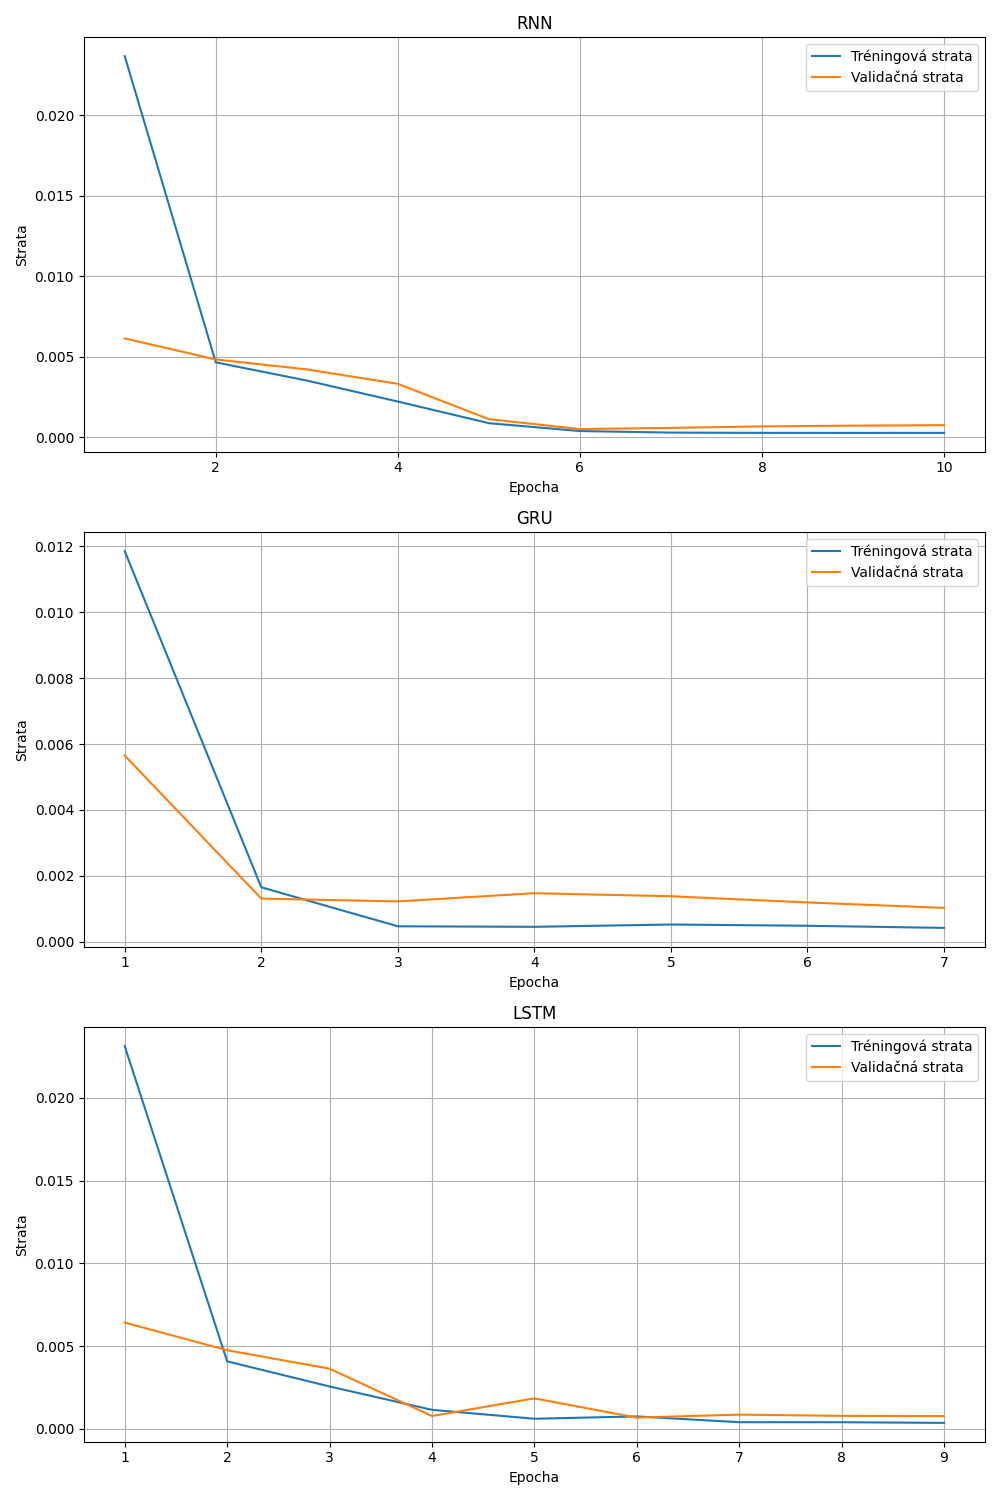 RNN
Tréningová strata
Validačná strata
0.020
0.015
0.010
0.005
0.000
Strata
2 4 6 8 10
Epocha
GRU
Tréningová strata
Validačná strata
0.012
0.010
0.008
0.006
0.004
0.002
0.000
Strata
1 2 3 4 5 6 7
Epocha
LSTM
Tréningová strata
Validačná strata
0.020
0.015
0.010
0.005
0.000
Strata
1 2 3 4 5 6 7 8 9
Epocha